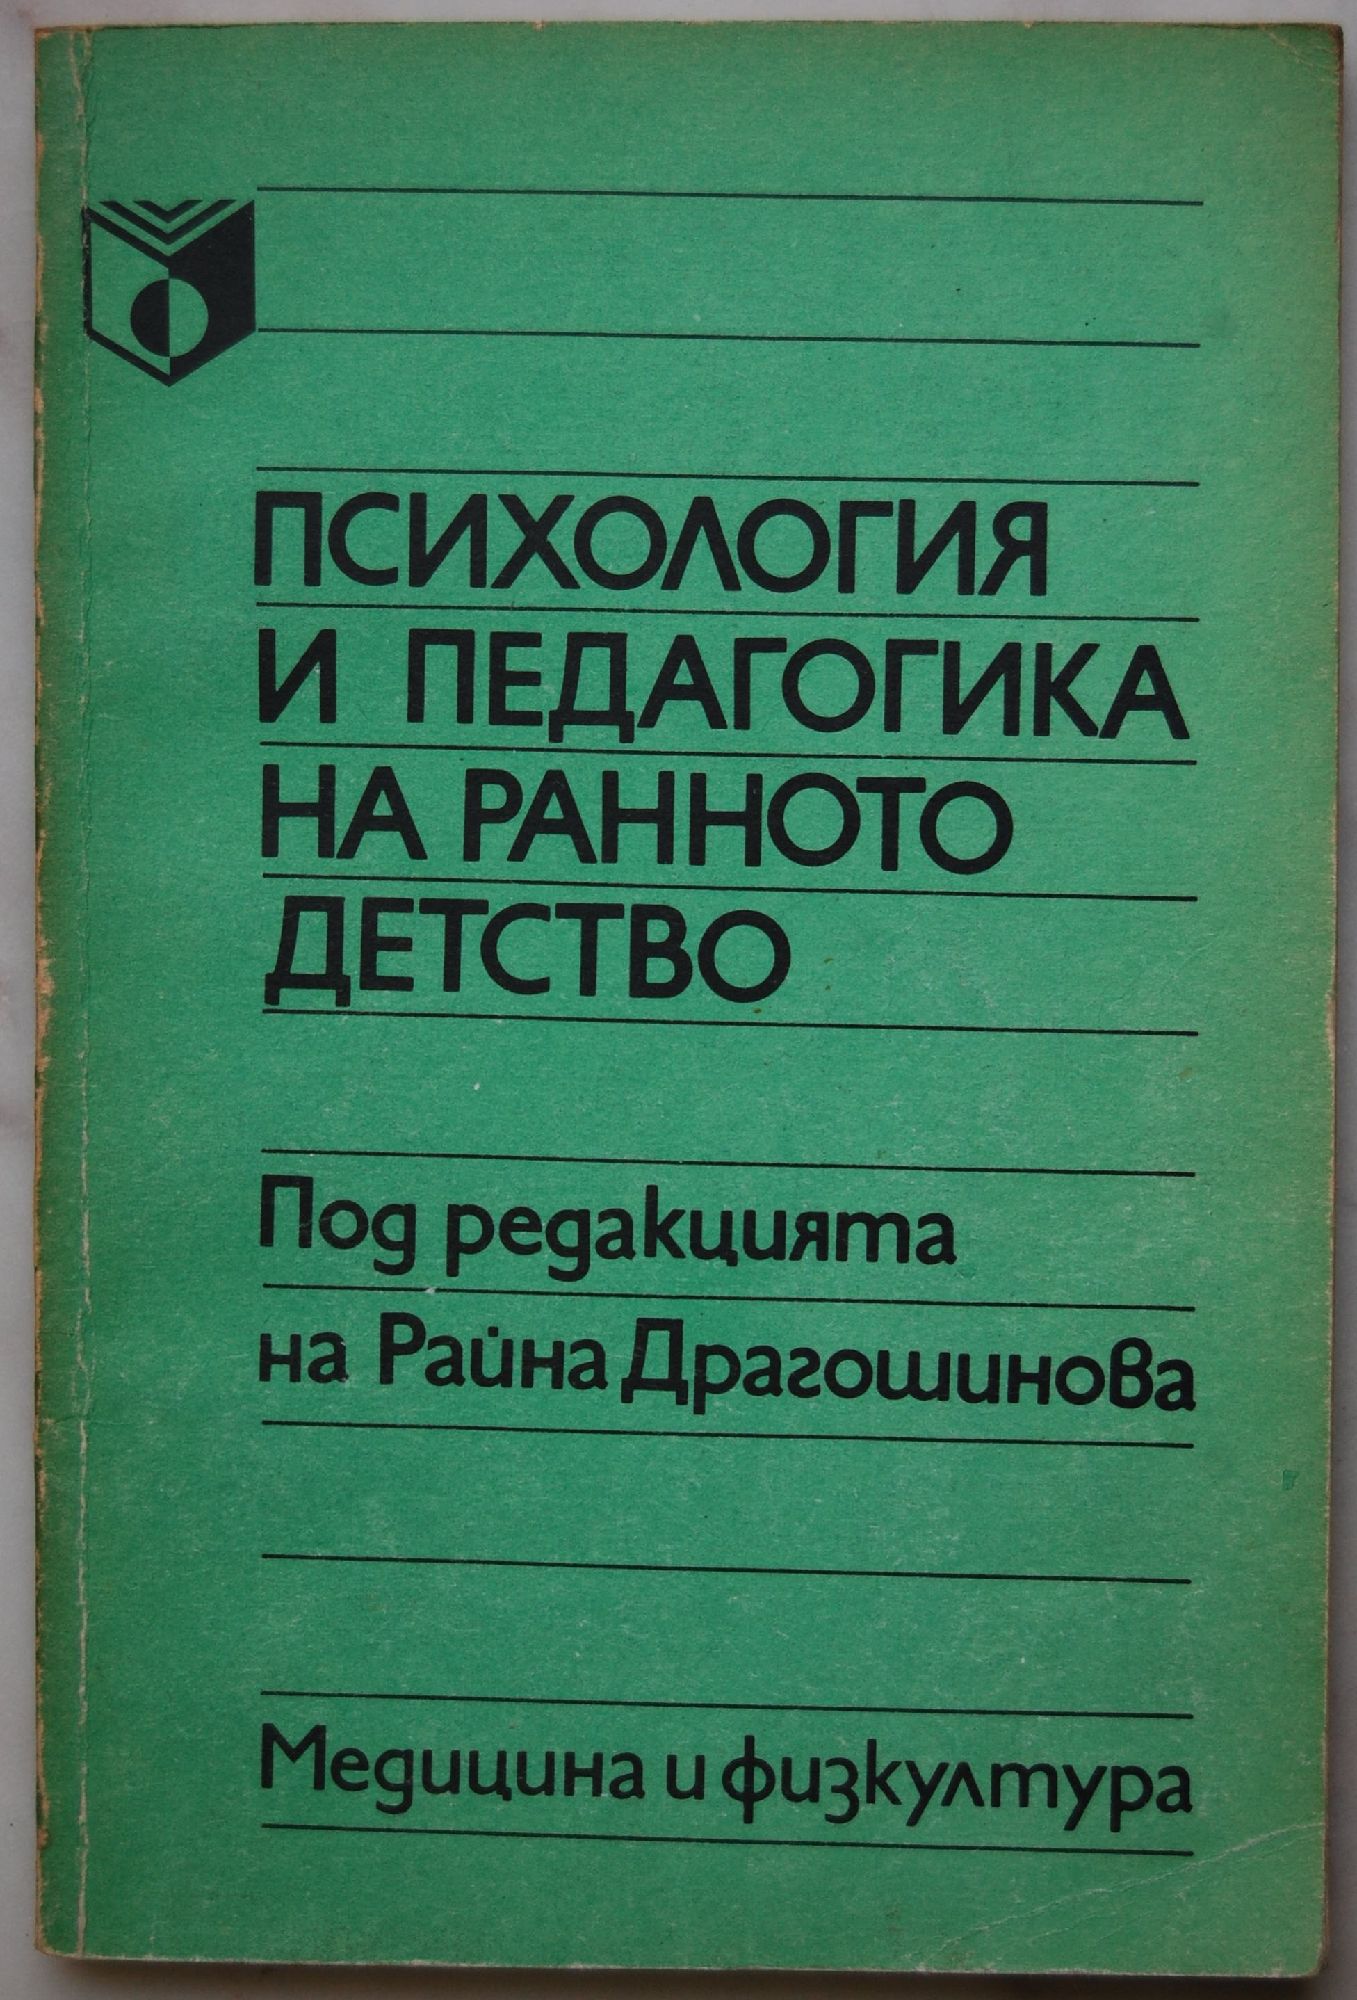 ПСИХОЛОГИЯ
И ПЕДАГОГИКА
НА РАННОТО
ДЕТСТВО
Под редакцията
на Райна Драгошинова
Медицина и физкултура